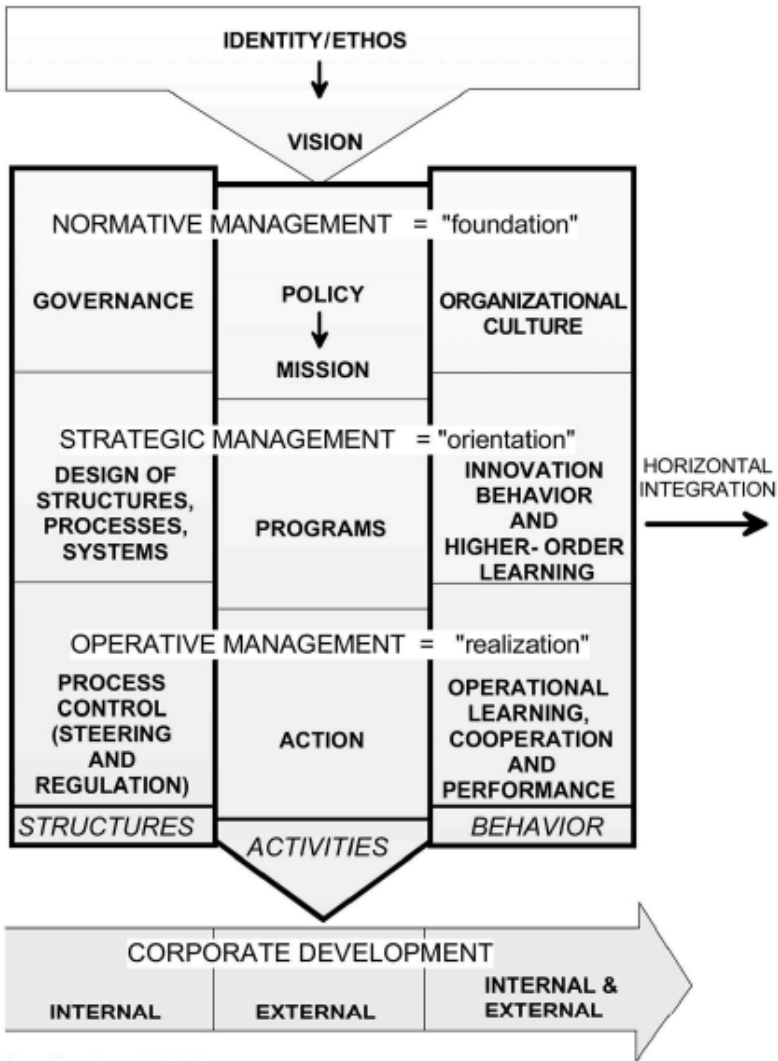 IDENTITY/ETHOS
VISION
NORMATIVE MANAGEMENT = "foundation"
GOVERNANCE
POLICY
MISSION
ORGANIZATIONAL
CULTURE
STRATEGIC MANAGEMENT = "orientation"
DESIGN OF
STRUCTURES,
PROCESSES,
SYSTEMS
PROGRAMS
INNOVATION
BEHAVIOR
AND
HIGHER- ORDER
LEARNING
HORIZONTAL
INTEGRATION
OPERATIVE MANAGEMENT = "realization"
PROCESS
CONTROL
(STEERING
AND
REGULATION)
ACTION
OPERATIONAL
LEARNING,
COOPERATION
AND
PERFORMANCE
STRUCTURES
ACTIVITIES
BEHAVIOR
CORPORATE DEVELOPMENT
INTERNAL
EXTERNAL
INTERNAL &
EXTERNAL